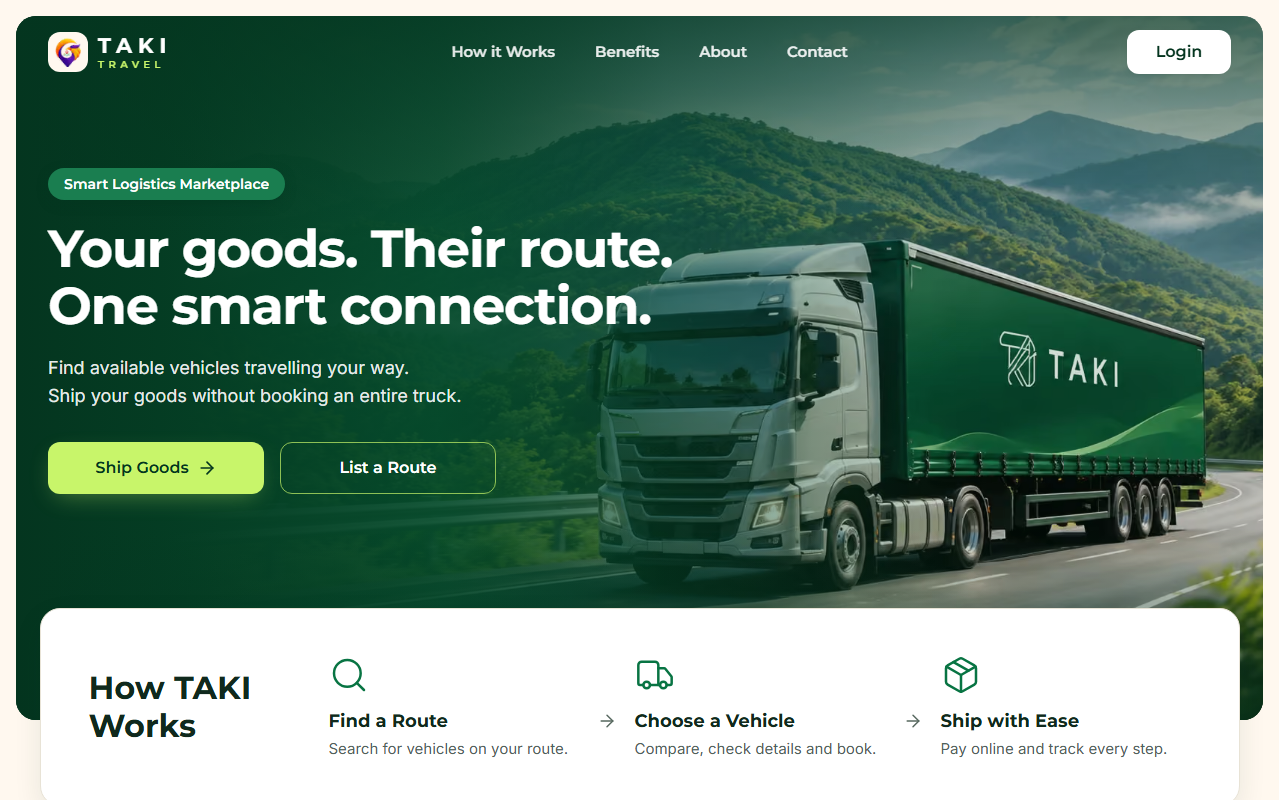 TAKI
TRAVEL
How it Works
Benefits
About
Contact
Login
Smart Logistics Marketplace
Your goods. Their route.
One smart connection.
Find available vehicles travelling your way.
Ship your goods without booking an entire truck.
Ship Goods →
List a Route
TAKI
How TAKI
Works
Find a Route
Search for vehicles on your route.
→
Choose a Vehicle
Compare, check details and book.
→
Ship with Ease
Pay online and track every step.